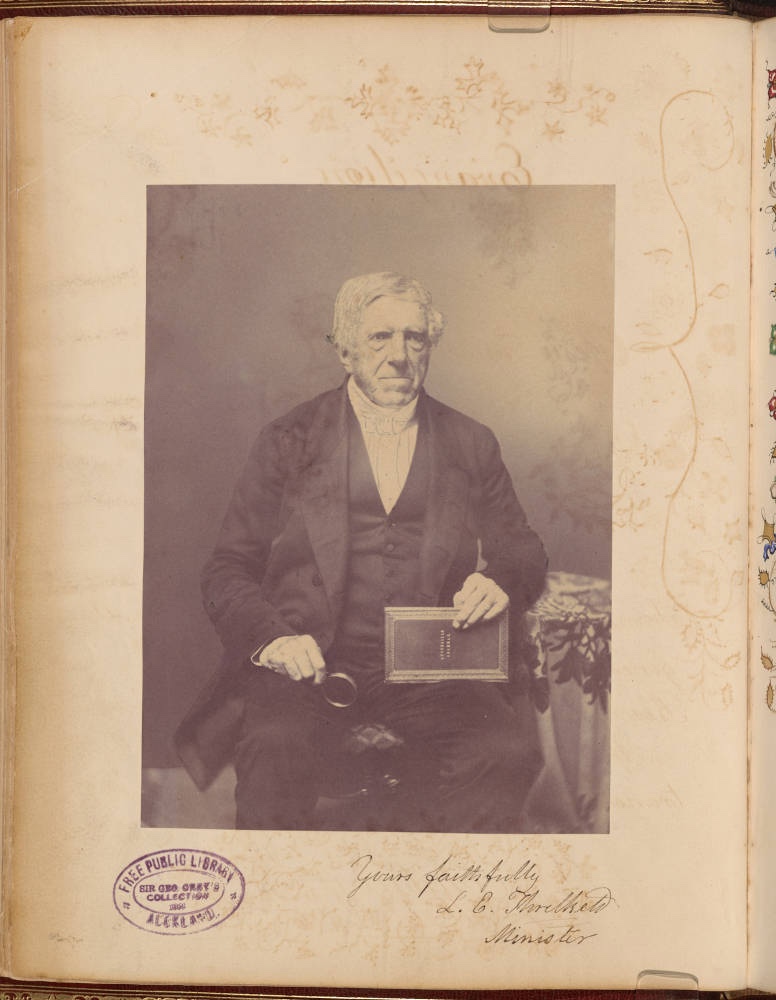 Yours faithfully
L. E. Threlkeld
Minister
FREE PUBLIC LIBRARY
SIR GEO. GREY'S
COLLECTION
AUCKLAND.